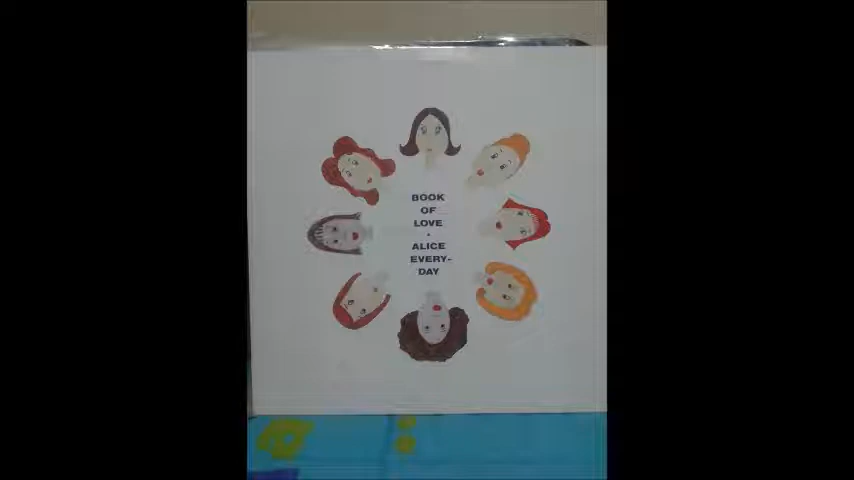 BOOK
OF
LOVE
•
ALICE
EVERY-
DAY